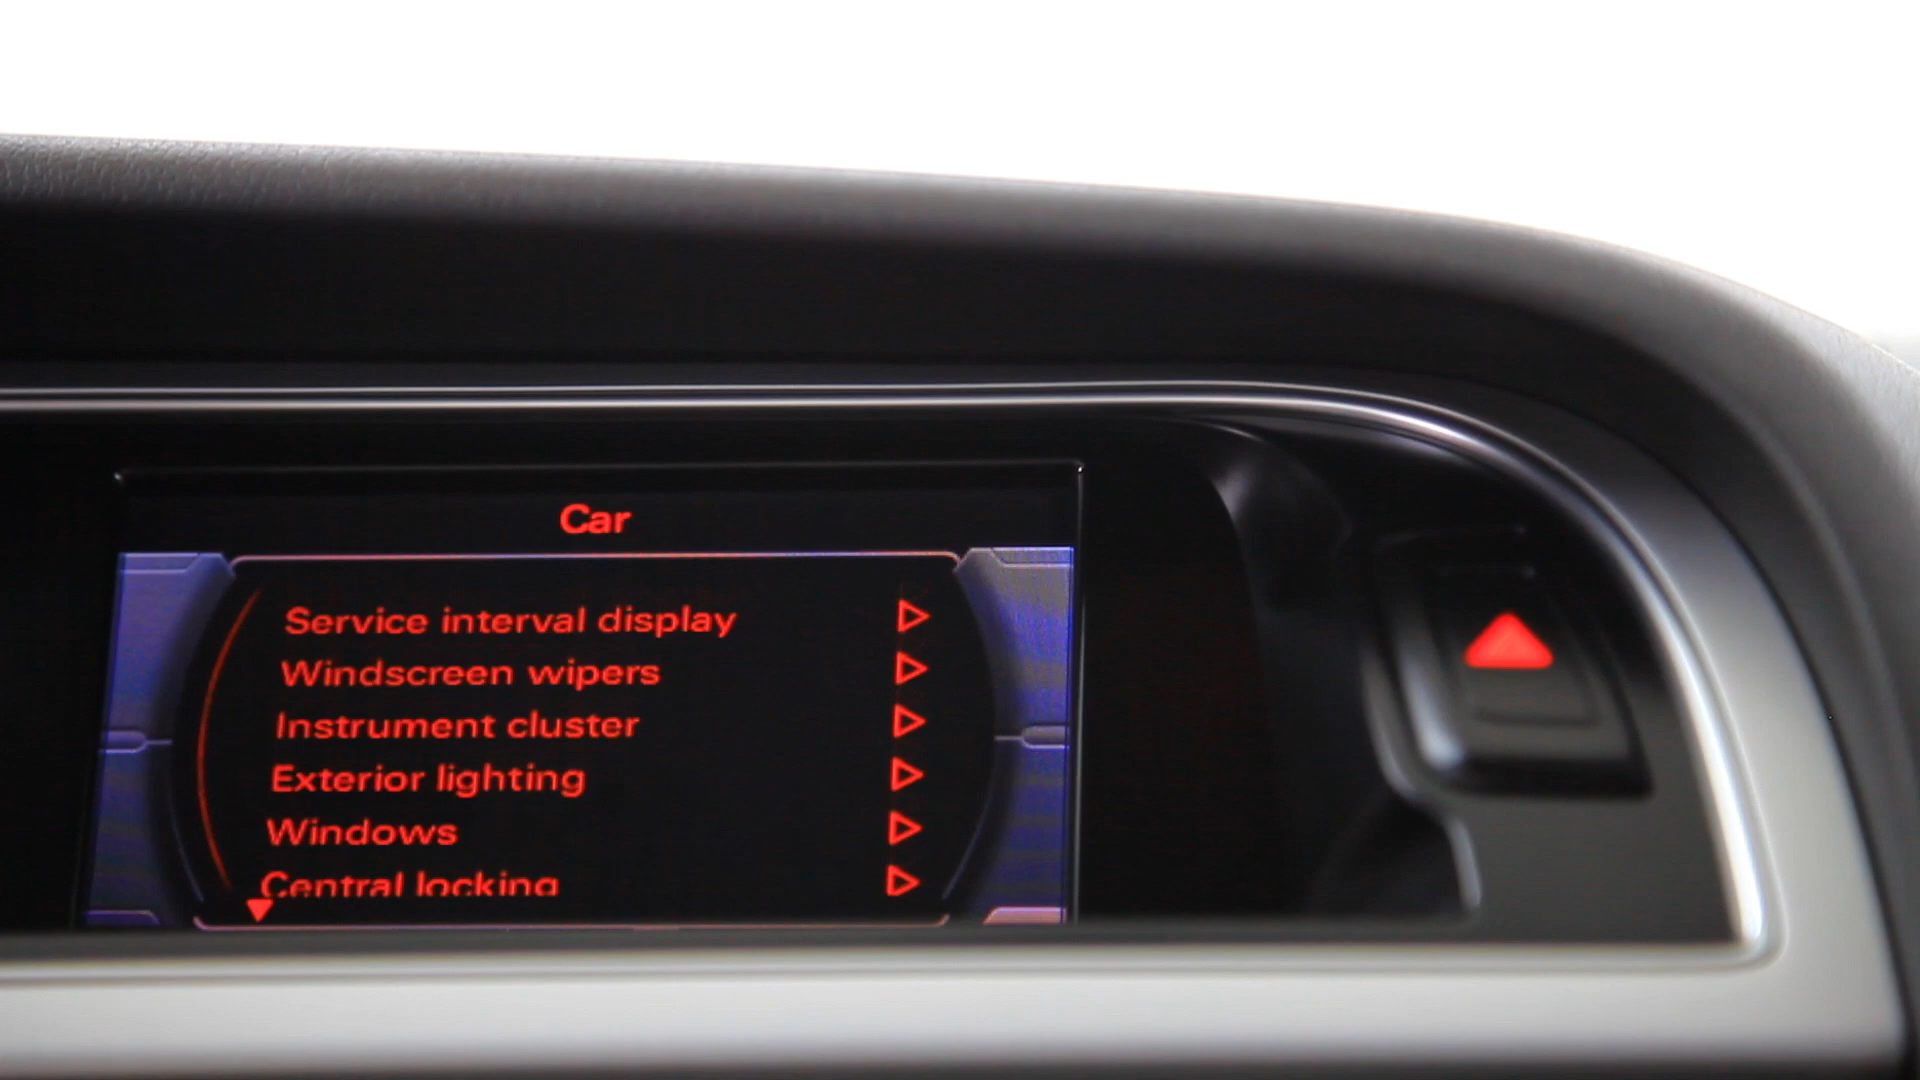 Car
Service interval display
Windscreen wipers
Instrument cluster
Exterior lighting
Windows
Central locking